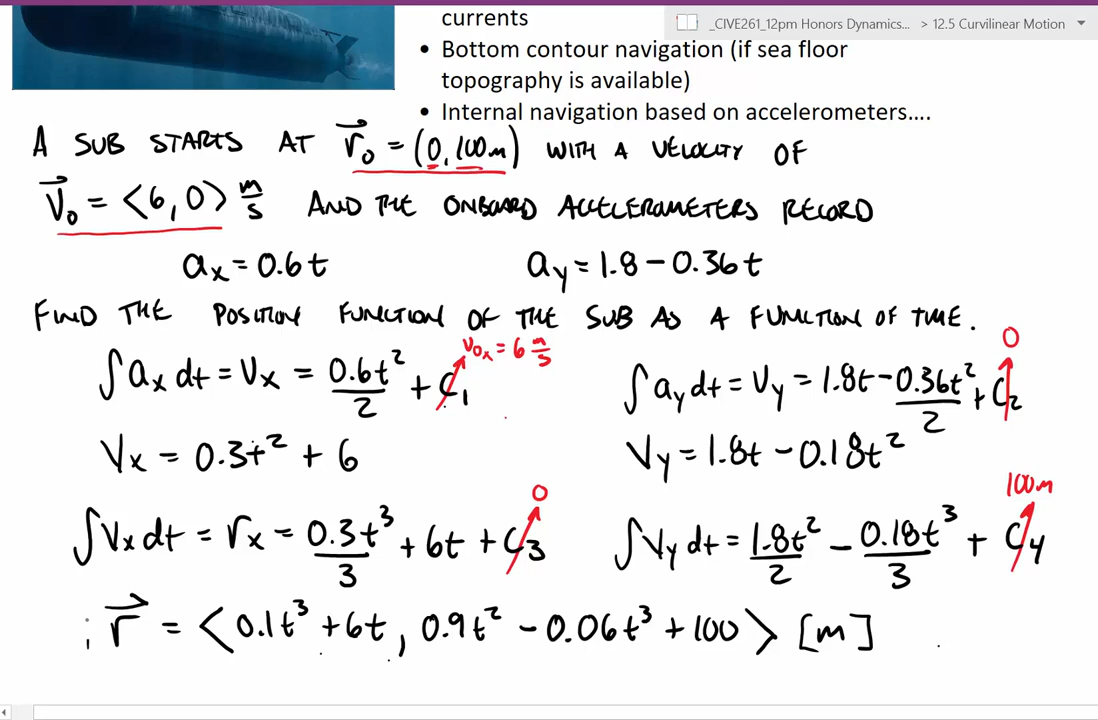 currents
_CIVE261_12pm Honors Dynamics... > 12.5 Curvilinear Motion
• Bottom contour navigation (if sea floor
topography is available)
• Internal navigation based on accelerometers....
A SUB STARTS AT r⃗₀ = (0, 100m) WITH A VELOCITY OF
v⃗₀ = <6, 0> m/s AND THE ONBOARD ACCELEROMETERS RECORD
aₓ = 0.6t a_y = 1.8 - 0.36t
FIND THE POSITION FUNCTION OF THE SUB AS A FUNCTION OF TIME.
∫aₓ dt = Vₓ = 0.6t²/2 + C₁ V₀ₓ = 6 m/s ∫a_y dt = V_y = 1.8t - 0.36t²/2 + C₂ 0
Vₓ = 0.3t² + 6 V_y = 1.8t - 0.18t²
∫Vₓ dt = rₓ = 0.3t³/3 + 6t + C₃ 0 ∫V_y dt = 1.8t²/2 - 0.18t³/3 + C₄ 100m
r⃗ = <0.1t³ + 6t, 0.9t² - 0.06t³ + 100> [m]